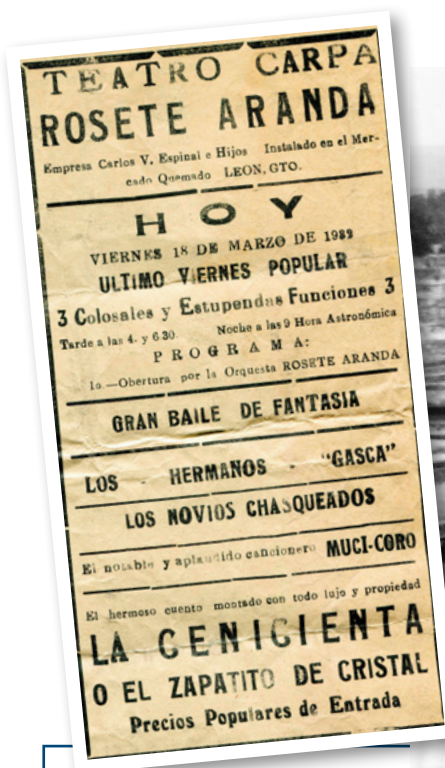 TEATRO CARPA
ROSETE ARANDA
Empresa Carlos V. Espinal e Hijos Instalado en el Mer-
cado Quemado LEON, GTO.
HOY
VIERNES 18 DE MARZO DE
ULTIMO VIERNES POPULAR
3 Colosales y Estupendas Funciones 3
Tarde a las 4. y 6.30. Noche a las 9 Hora Astronómica
PROGRAMA:
1o.—Obertura por la Orquesta ROSETE ARANDA
GRAN BAILE DE FANTASIA
LOS - HERMANOS - "GASCA"
LOS NOVIOS CHASQUEADOS
El notable y aplaudido cancionero MUCI-CORO
El hermoso cuento montado con todo lujo y propiedad
LA CENICIENTA
O EL ZAPATITO DE CRISTAL
Precios Populares de Entrada